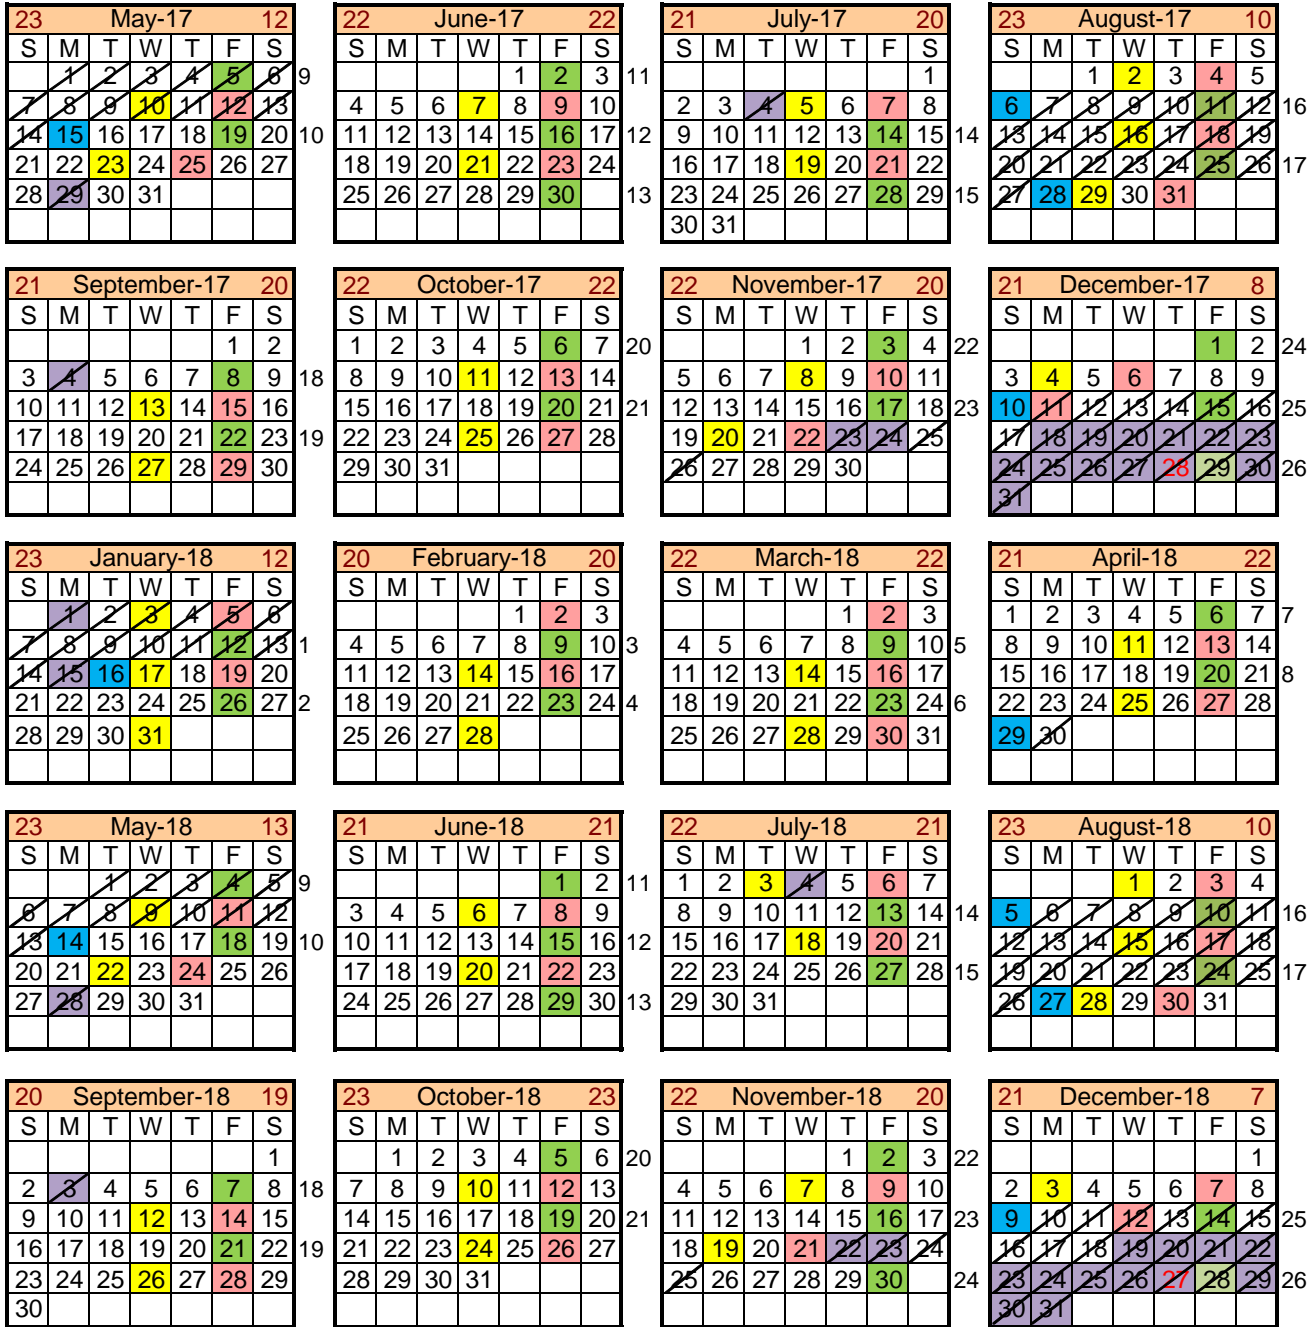 23 May-17 12
S M T W T F S
1 2 3 4 5 6 9
7 8 9 10 11 12 13
14 15 16 17 18 19 20 10
21 22 23 24 25 26 27
28 29 30 31
22 June-17 22
S M T W T F S
1 2 3 11
4 5 6 7 8 9 10
11 12 13 14 15 16 17 12
18 19 20 21 22 23 24
25 26 27 28 29 30 13
21 July-17 20
S M T W T F S
1
2 3 4 5 6 7 8
9 10 11 12 13 14 15 14
16 17 18 19 20 21 22
23 24 25 26 27 28 29 15
30 31
23 August-17 10
S M T W T F S
1 2 3 4 5
6 7 8 9 10 11 12 16
13 14 15 16 17 18 19
20 21 22 23 24 25 26 17
27 28 29 30 31
21 September-17 20
S M T W T F S
1 2
3 4 5 6 7 8 9 18
10 11 12 13 14 15 16
17 18 19 20 21 22 23 19
24 25 26 27 28 29 30
22 October-17 22
S M T W T F S
1 2 3 4 5 6 7 20
8 9 10 11 12 13 14
15 16 17 18 19 20 21 21
22 23 24 25 26 27 28
29 30 31
22 November-17 20
S M T W T F S
1 2 3 4 22
5 6 7 8 9 10 11
12 13 14 15 16 17 18 23
19 20 21 22 23 24 25
26 27 28 29 30
21 December-17 8
S M T W T F S
1 2 24
3 4 5 6 7 8 9
10 11 12 13 14 15 16 25
17 18 19 20 21 22 23
24 25 26 27 28 29 30 26
31
23 January-18 12
S M T W T F S
1 2 3 4 5 6
7 8 9 10 11 12 13 1
14 15 16 17 18 19 20
21 22 23 24 25 26 27 2
28 29 30 31
20 February-18 20
S M T W T F S
1 2 3
4 5 6 7 8 9 10 3
11 12 13 14 15 16 17
18 19 20 21 22 23 24 4
25 26 27 28
22 March-18 22
S M T W T F S
1 2 3
4 5 6 7 8 9 10 5
11 12 13 14 15 16 17
18 19 20 21 22 23 24 6
25 26 27 28 29 30 31
21 April-18 22
S M T W T F S
1 2 3 4 5 6 7 7
8 9 10 11 12 13 14
15 16 17 18 19 20 21 8
22 23 24 25 26 27 28
29 30
23 May-18 13
S M T W T F S
1 2 3 4 5 9
6 7 8 9 10 11 12
13 14 15 16 17 18 19 10
20 21 22 23 24 25 26
27 28 29 30 31
21 June-18 21
S M T W T F S
1 2 11
3 4 5 6 7 8 9
10 11 12 13 14 15 16 12
17 18 19 20 21 22 23
24 25 26 27 28 29 30 13
22 July-18 21
S M T W T F S
1 2 3 4 5 6 7
8 9 10 11 12 13 14 14
15 16 17 18 19 20 21
22 23 24 25 26 27 28 15
29 30 31
23 August-18 10
S M T W T F S
1 2 3 4
5 6 7 8 9 10 11 16
12 13 14 15 16 17 18
19 20 21 22 23 24 25 17
26 27 28 29 30 31
20 September-18 19
S M T W T F S
1
2 3 4 5 6 7 8 18
9 10 11 12 13 14 15
16 17 18 19 20 21 22 19
23 24 25 26 27 28 29
30
23 October-18 23
S M T W T F S
1 2 3 4 5 6 20
7 8 9 10 11 12 13
14 15 16 17 18 19 20 21
21 22 23 24 25 26 27
28 29 30 31
22 November-18 20
S M T W T F S
1 2 3 22
4 5 6 7 8 9 10
11 12 13 14 15 16 17 23
18 19 20 21 22 23 24
25 26 27 28 29 30 24
21 December-18 7
S M T W T F S
1
2 3 4 5 6 7 8
9 10 11 12 13 14 15 25
16 17 18 19 20 21 22
23 24 25 26 27 28 29 26
30 31